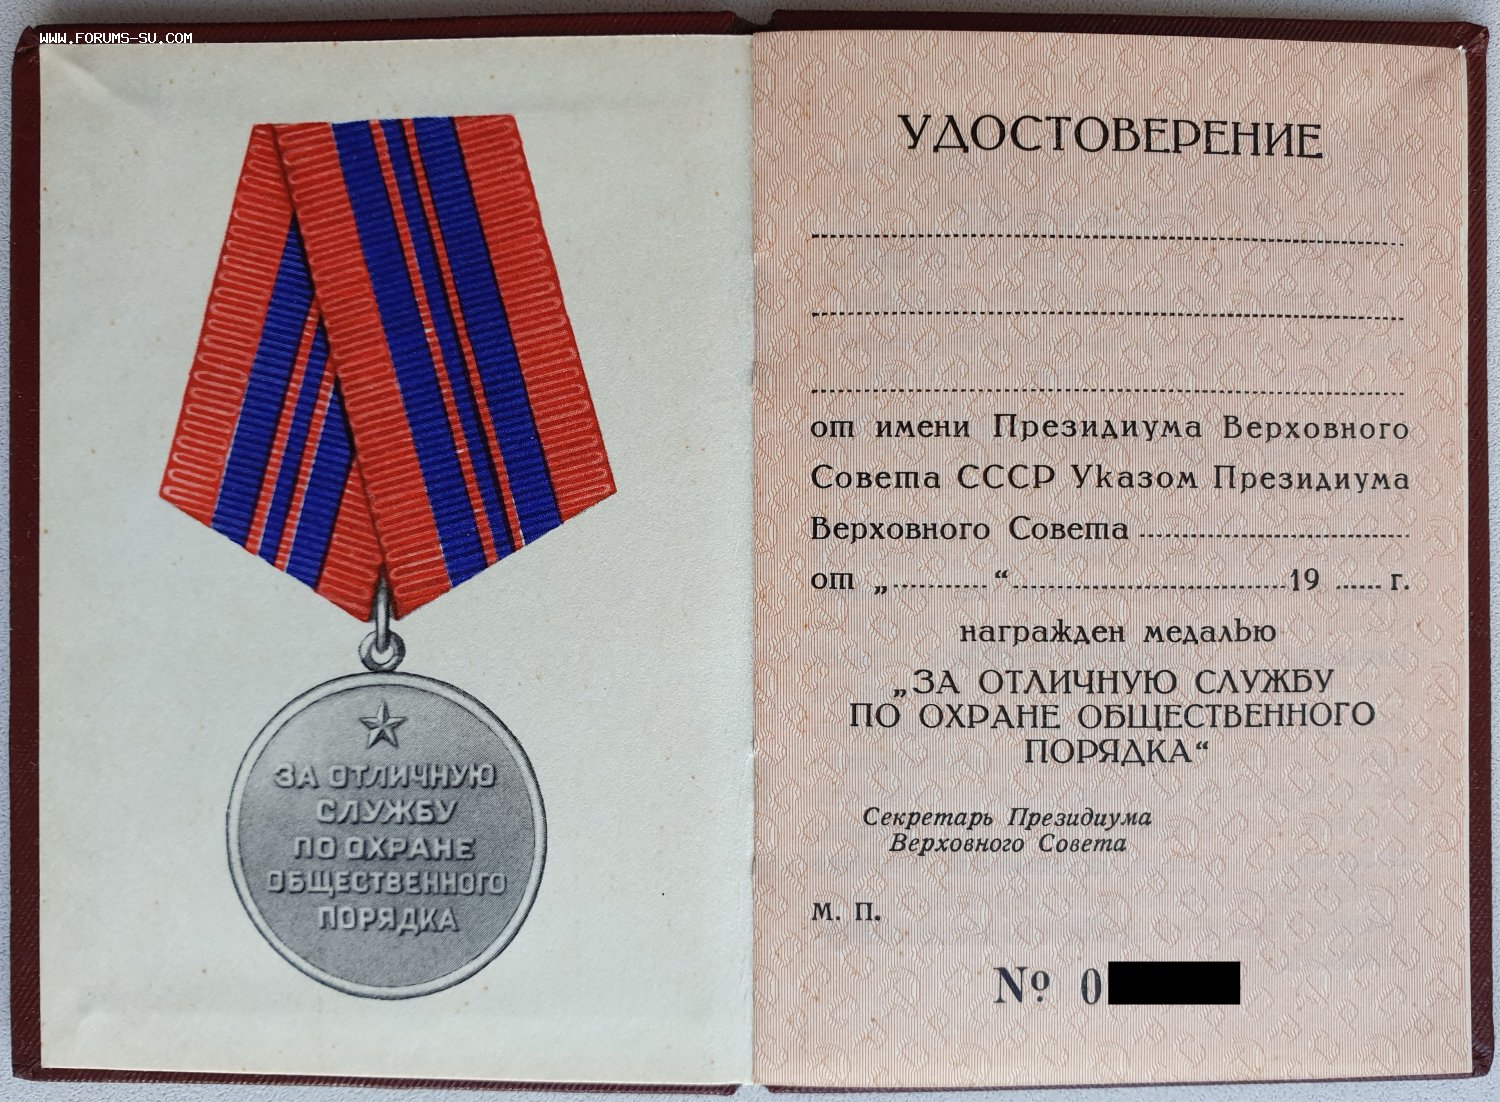 WWW.FORUMS-SU.COM
ЗА ОТЛИЧНУЮ
СЛУЖБУ
ПО ОХРАНЕ
ОБЩЕСТВЕННОГО
ПОРЯДКА
УДОСТОВЕРЕНИЕ
от имени Президиума Верховного
Совета СССР Указом Президиума
Верховного Совета
от „..........“..............................19......г.
награжден медалью
„ЗА ОТЛИЧНУЮ СЛУЖБУ
ПО ОХРАНЕ ОБЩЕСТВЕННОГО
ПОРЯДКА“
Секретарь Президиума
Верховного Совета
М. П.
№ 0